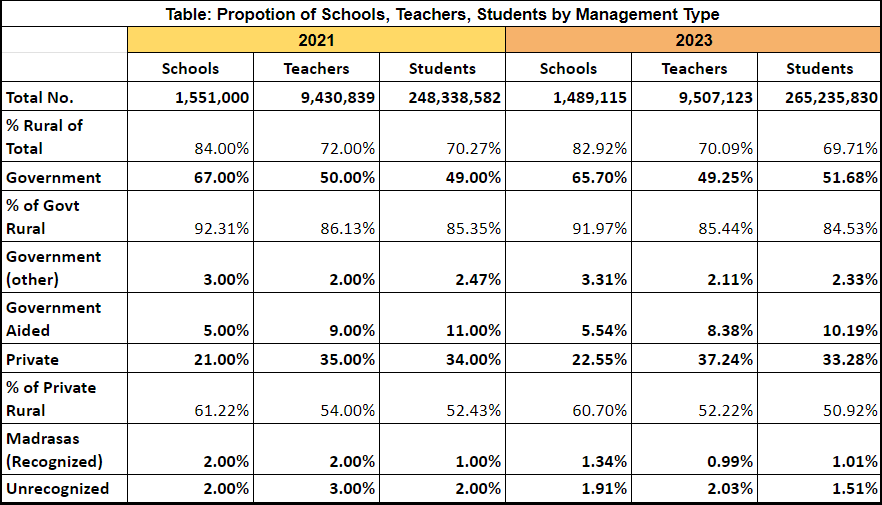 Table: Propotion of Schools, Teachers, Students by Management Type
2021 2023
Schools Teachers Students Schools Teachers Students
Total No. 1,551,000 9,430,839 248,338,582 1,489,115 9,507,123 265,235,830
% Rural of
Total 84.00% 72.00% 70.27% 82.92% 70.09% 69.71%
Government 67.00% 50.00% 49.00% 65.70% 49.25% 51.68%
% of Govt
Rural 92.31% 86.13% 85.35% 91.97% 85.44% 84.53%
Government
(other) 3.00% 2.00% 2.47% 3.31% 2.11% 2.33%
Government
Aided 5.00% 9.00% 11.00% 5.54% 8.38% 10.19%
Private 21.00% 35.00% 34.00% 22.55% 37.24% 33.28%
% of Private
Rural 61.22% 54.00% 52.43% 60.70% 52.22% 50.92%
Madrasas
(Recognized) 2.00% 2.00% 1.00% 1.34% 0.99% 1.01%
Unrecognized 2.00% 3.00% 2.00% 1.91% 2.03% 1.51%